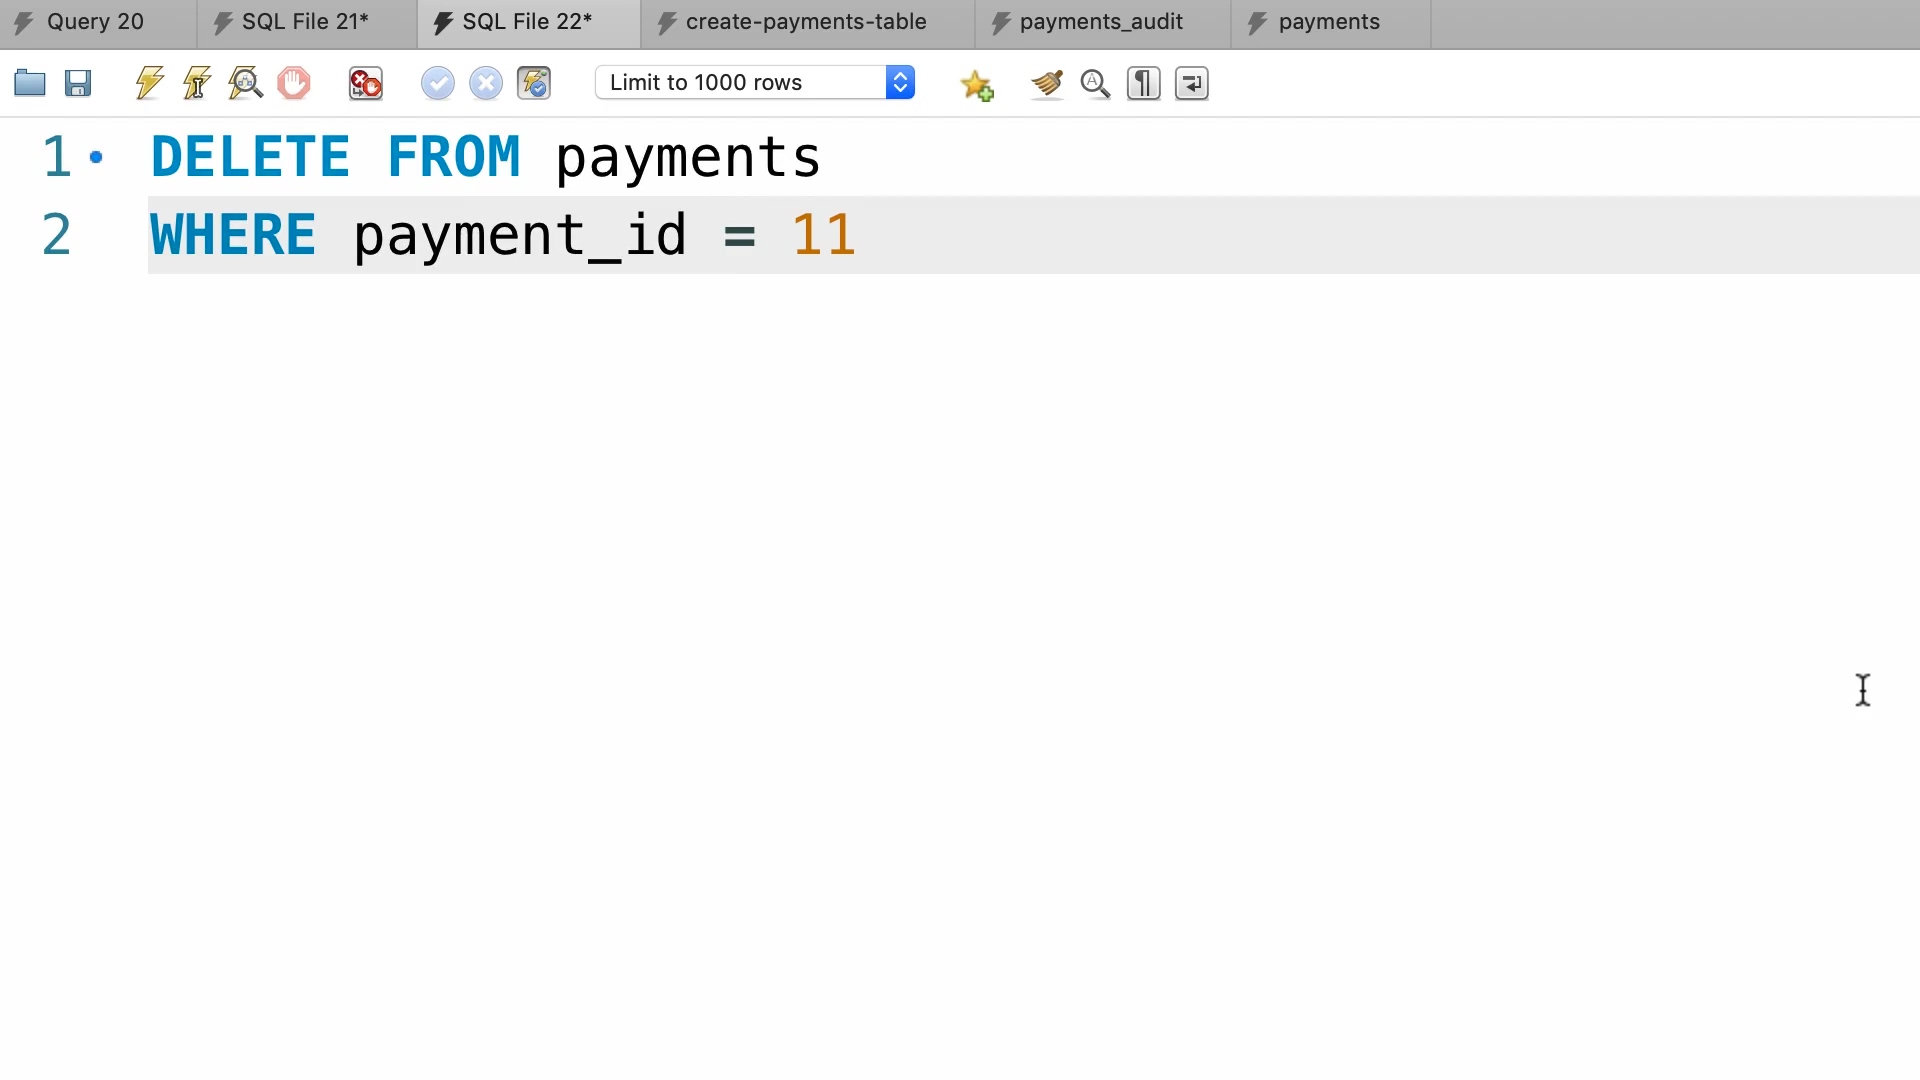 Query 20 SQL File 21* SQL File 22* create-payments-table payments_audit payments
Limit to 1000 rows
1 DELETE FROM payments
2 WHERE payment_id = 11